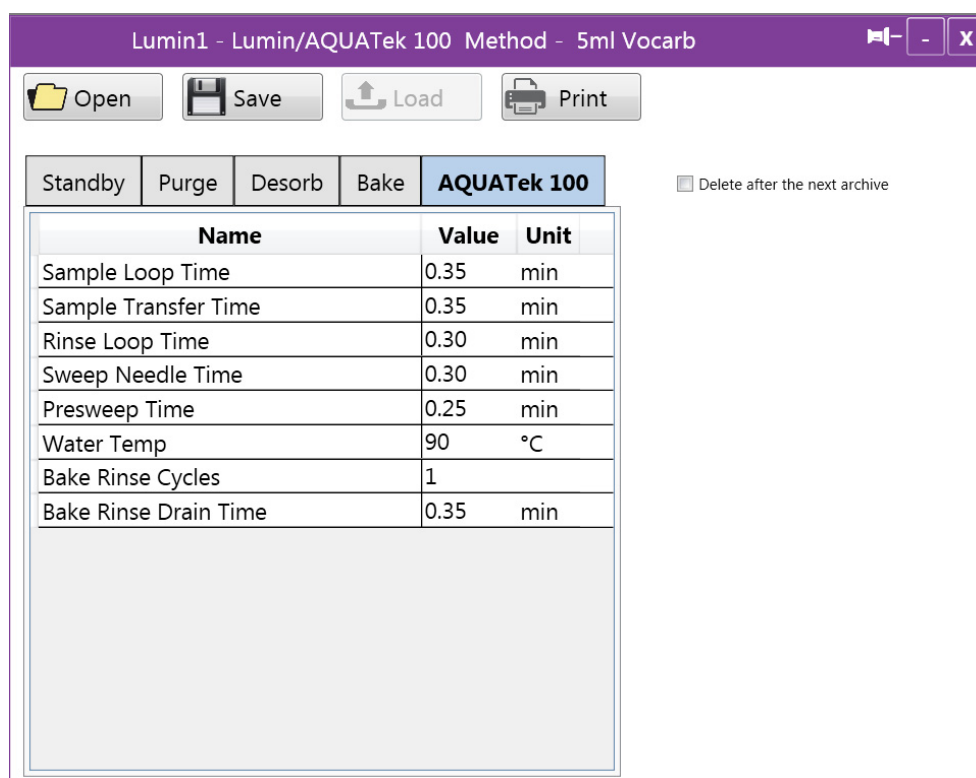 Lumin1 - Lumin/AQUATek 100 Method - 5ml Vocarb - X
Open Save Load Print
Standby Purge Desorb Bake AQUATek 100 Delete after the next archive
Name Value Unit
Sample Loop Time 0.35 min
Sample Transfer Time 0.35 min
Rinse Loop Time 0.30 min
Sweep Needle Time 0.30 min
Presweep Time 0.25 min
Water Temp 90 °C
Bake Rinse Cycles 1
Bake Rinse Drain Time 0.35 min